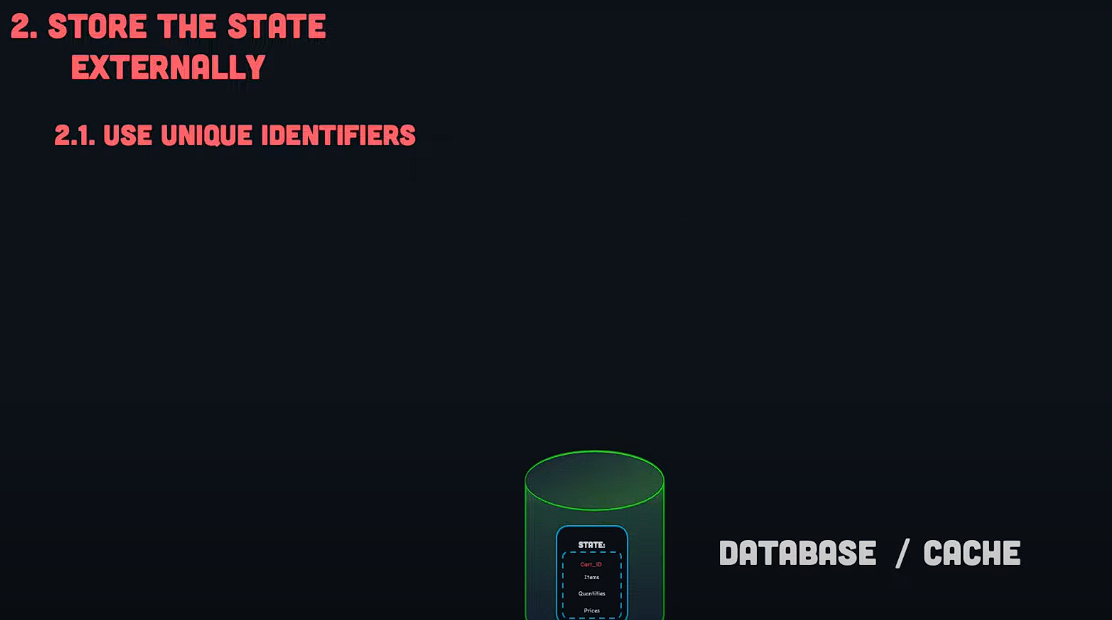 2. STORE THE STATE
EXTERNALLY
2.1. USE UNIQUE IDENTIFIERS
STATE:
Cart_ID
Items
Quantities
Prices
DATABASE / CACHE